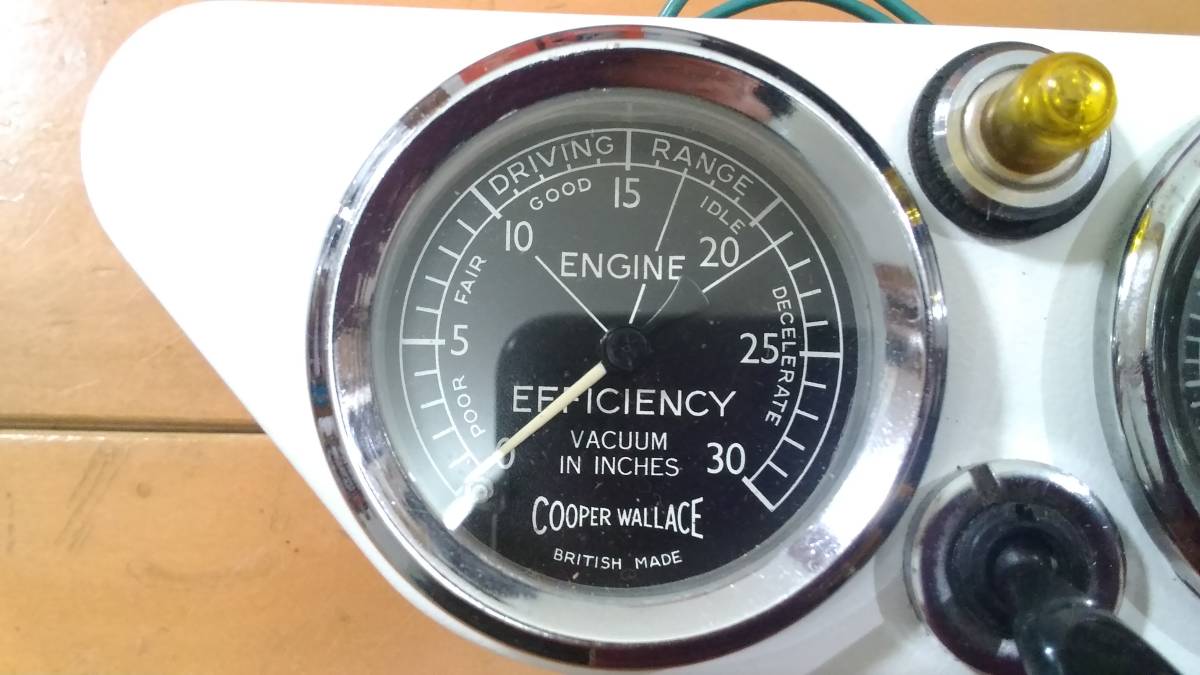 DRIVING RANGE
POOR FAIR GOOD IDLE DECELERATE
0 5 10 15 20 25 30
ENGINE
EFFICIENCY
VACUUM
IN INCHES
COOPER WALLACE
BRITISH MADE